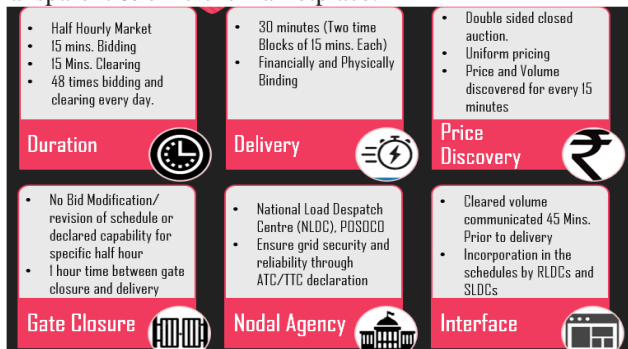 • Half Hourly Market
• 15 mins. Bidding
• 15 Mins. Clearing
• 48 times bidding and
clearing every day.
Duration
• 30 minutes (Two time
Blocks of 15 mins. Each)
• Financially and Physically
Binding
Delivery
• Double sided closed
auction.
• Uniform pricing
• Price and Volume
discovered for every 15
minutes
Price
Discovery
• No Bid Modification/
revision of schedule or
declared capability for
specific half hour
• 1 hour time between gate
closure and delivery
Gate Closure
• National Load Despatch
Centre (NLDC), POSOCO
• Ensure grid security and
reliability through
ATC/TTC declaration
Nodal Agency
• Cleared volume
communicated 45 Mins.
Prior to delivery
• Incorporation in the
schedules by RLDCs and
SLDCs
Interface